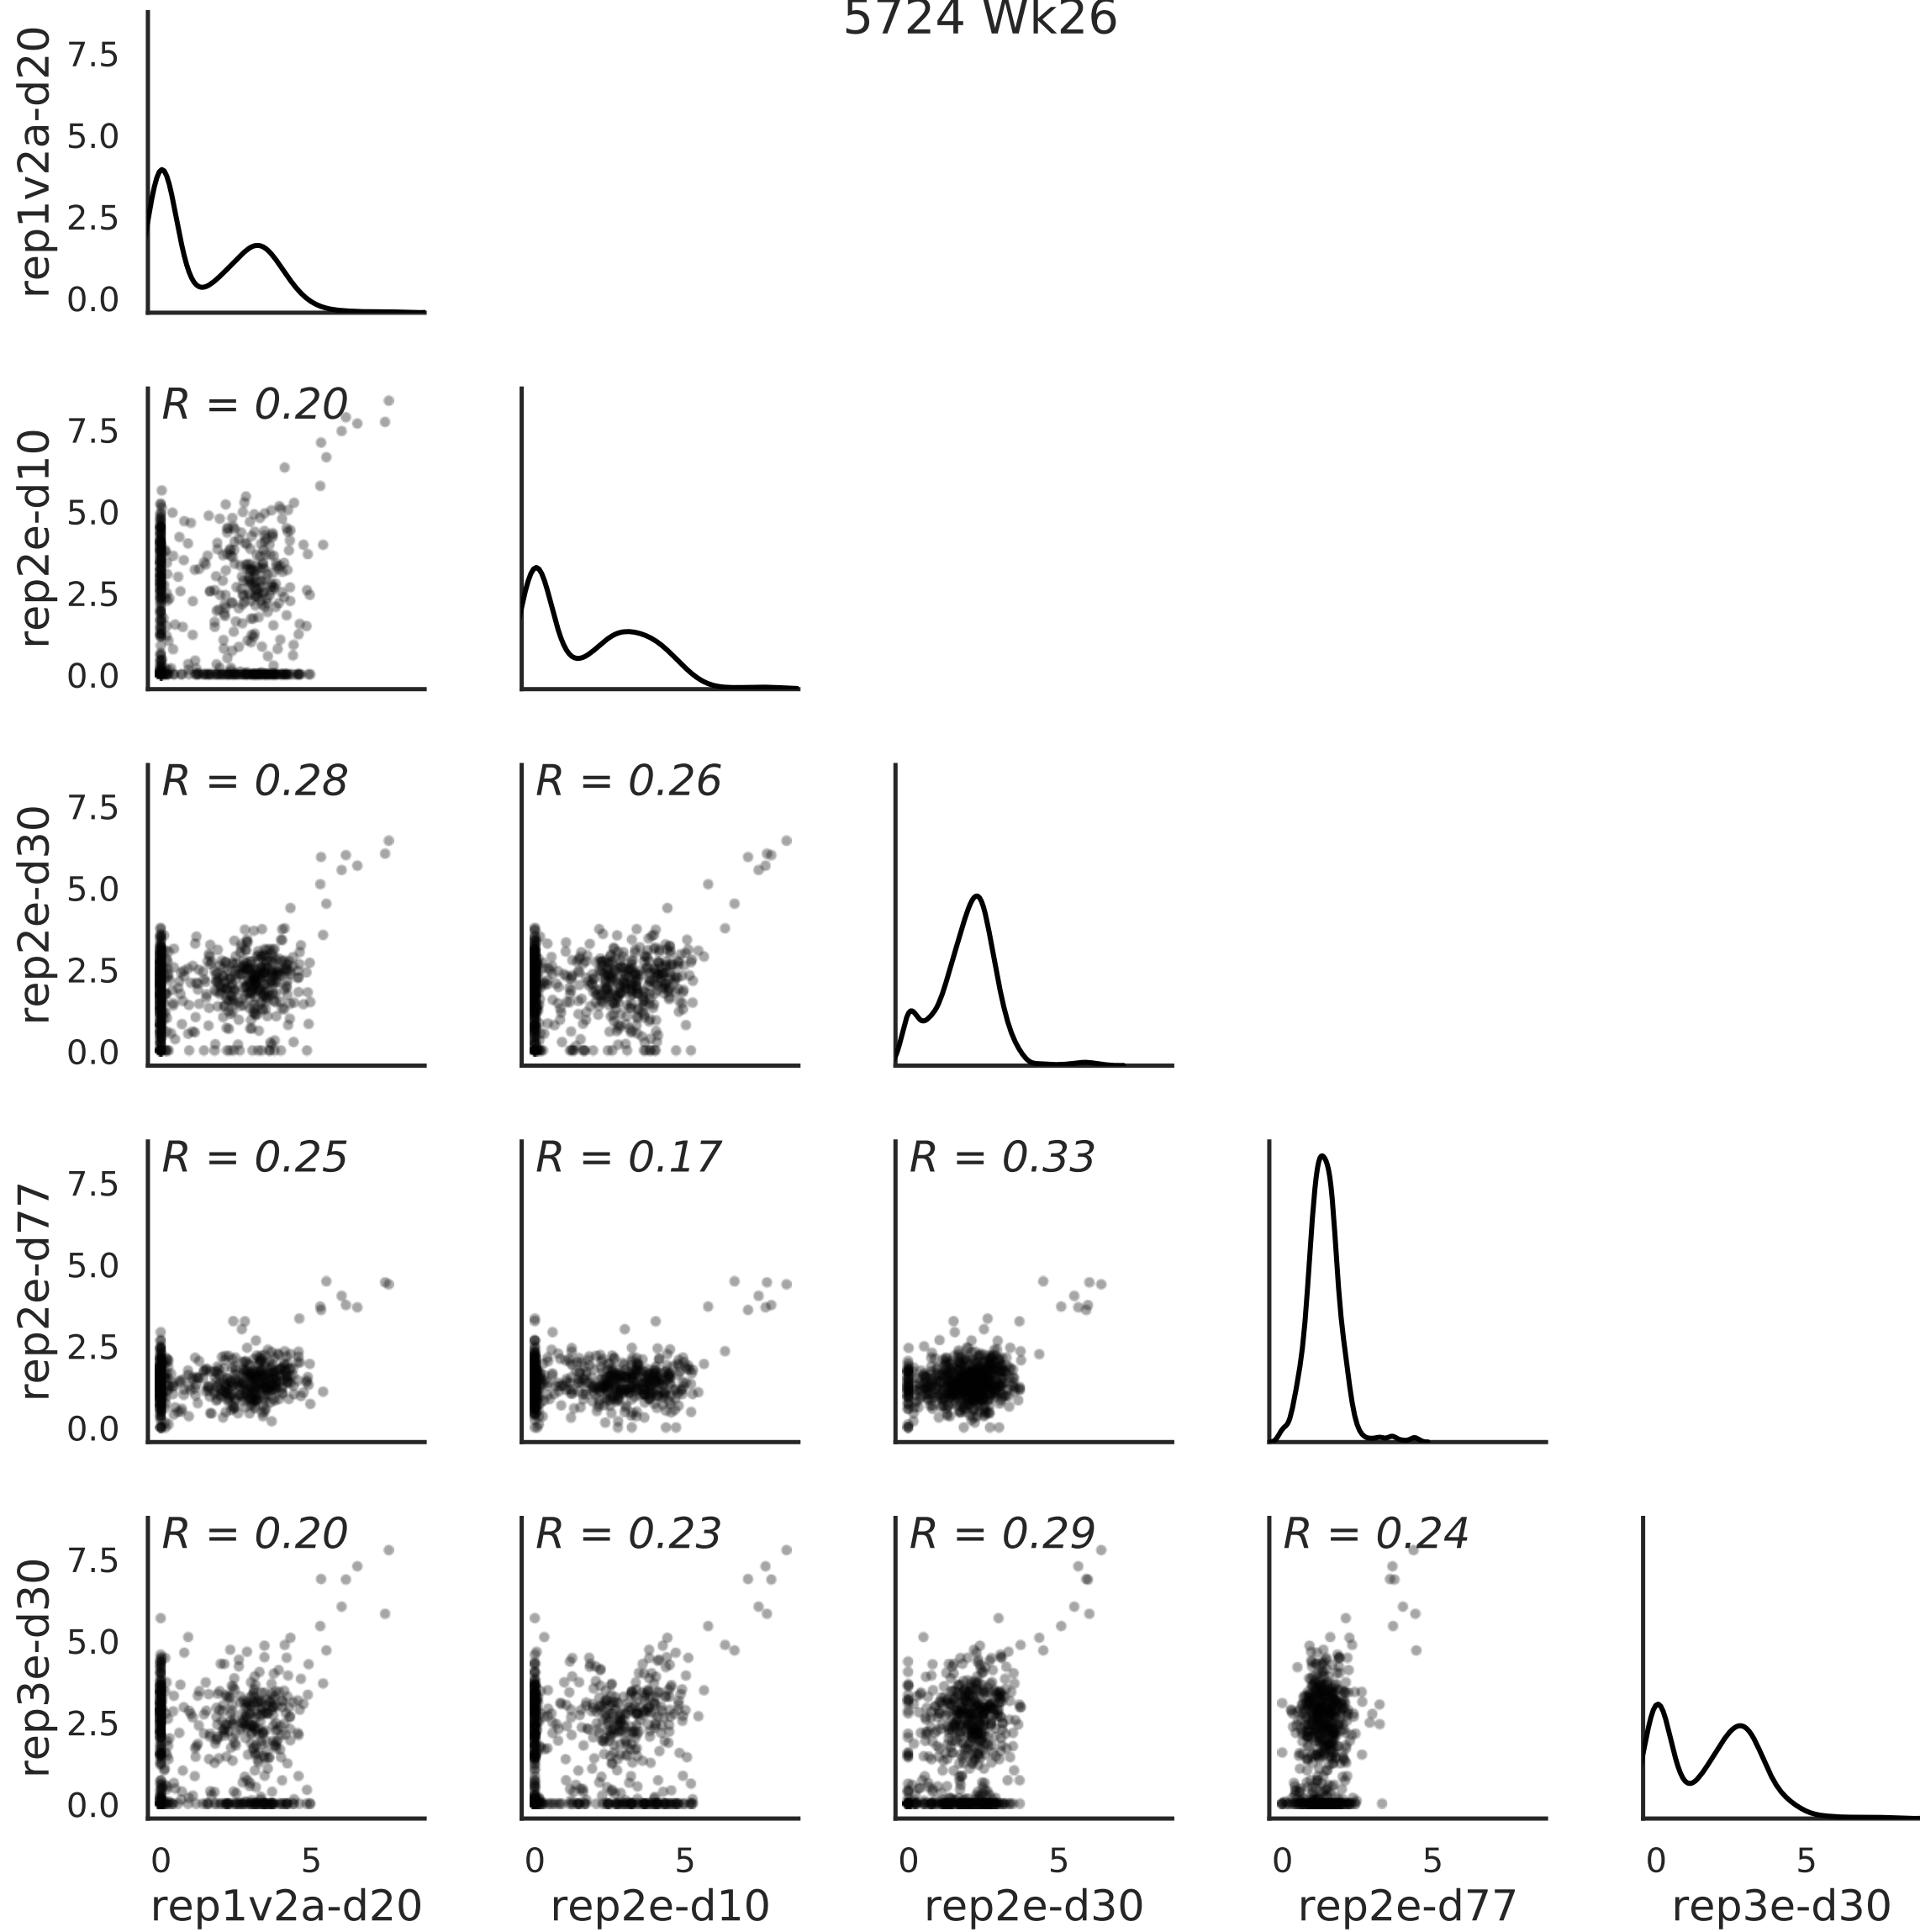 5724 Wk26
rep1v2a-d20
7.5
5.0
2.5
0.0
rep2e-d10
7.5
5.0
2.5
0.0
R = 0.20
rep2e-d30
7.5
5.0
2.5
0.0
R = 0.28
R = 0.26
rep2e-d77
7.5
5.0
2.5
0.0
R = 0.25
R = 0.17
R = 0.33
rep3e-d30
7.5
5.0
2.5
0.0
R = 0.20
R = 0.23
R = 0.29
R = 0.24
0 5
0 5
0 5
0 5
0 5
rep1v2a-d20
rep2e-d10
rep2e-d30
rep2e-d77
rep3e-d30